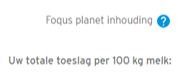 Foqus planet inhouding ?
Uw totale toeslag per 100 kg melk: